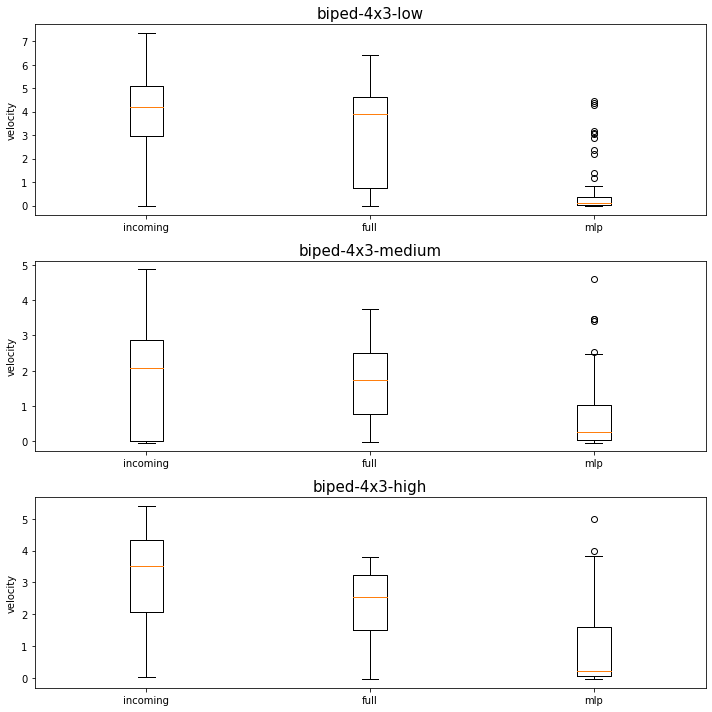 biped-4x3-low
7
6
5
4
3
2
1
0
velocity
incoming full mlp
biped-4x3-medium
5
4
3
2
1
0
velocity
incoming full mlp
biped-4x3-high
5
4
3
2
1
0
velocity
incoming full mlp